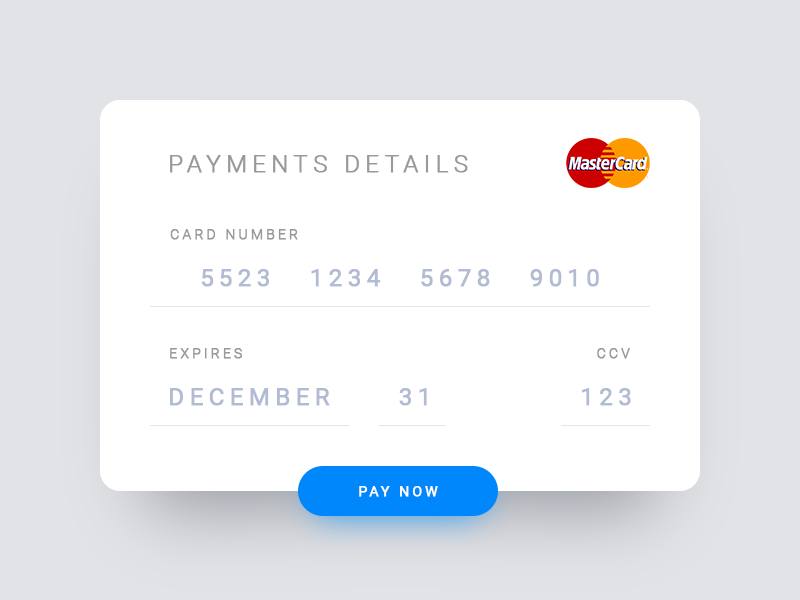 PAYMENTS DETAILS
MasterCard
CARD NUMBER
5523 1234 5678 9010
EXPIRES CCV
DECEMBER 31 123
PAY NOW